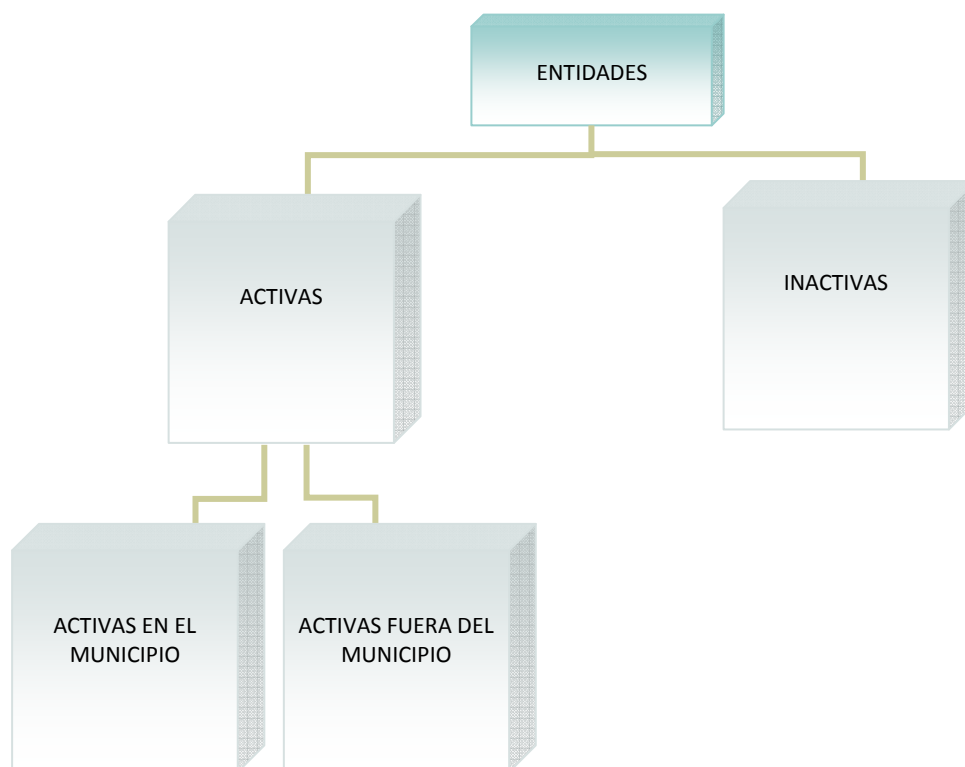 ENTIDADES
ACTIVAS
INACTIVAS
ACTIVAS EN EL
MUNICIPIO
ACTIVAS FUERA DEL
MUNICIPIO